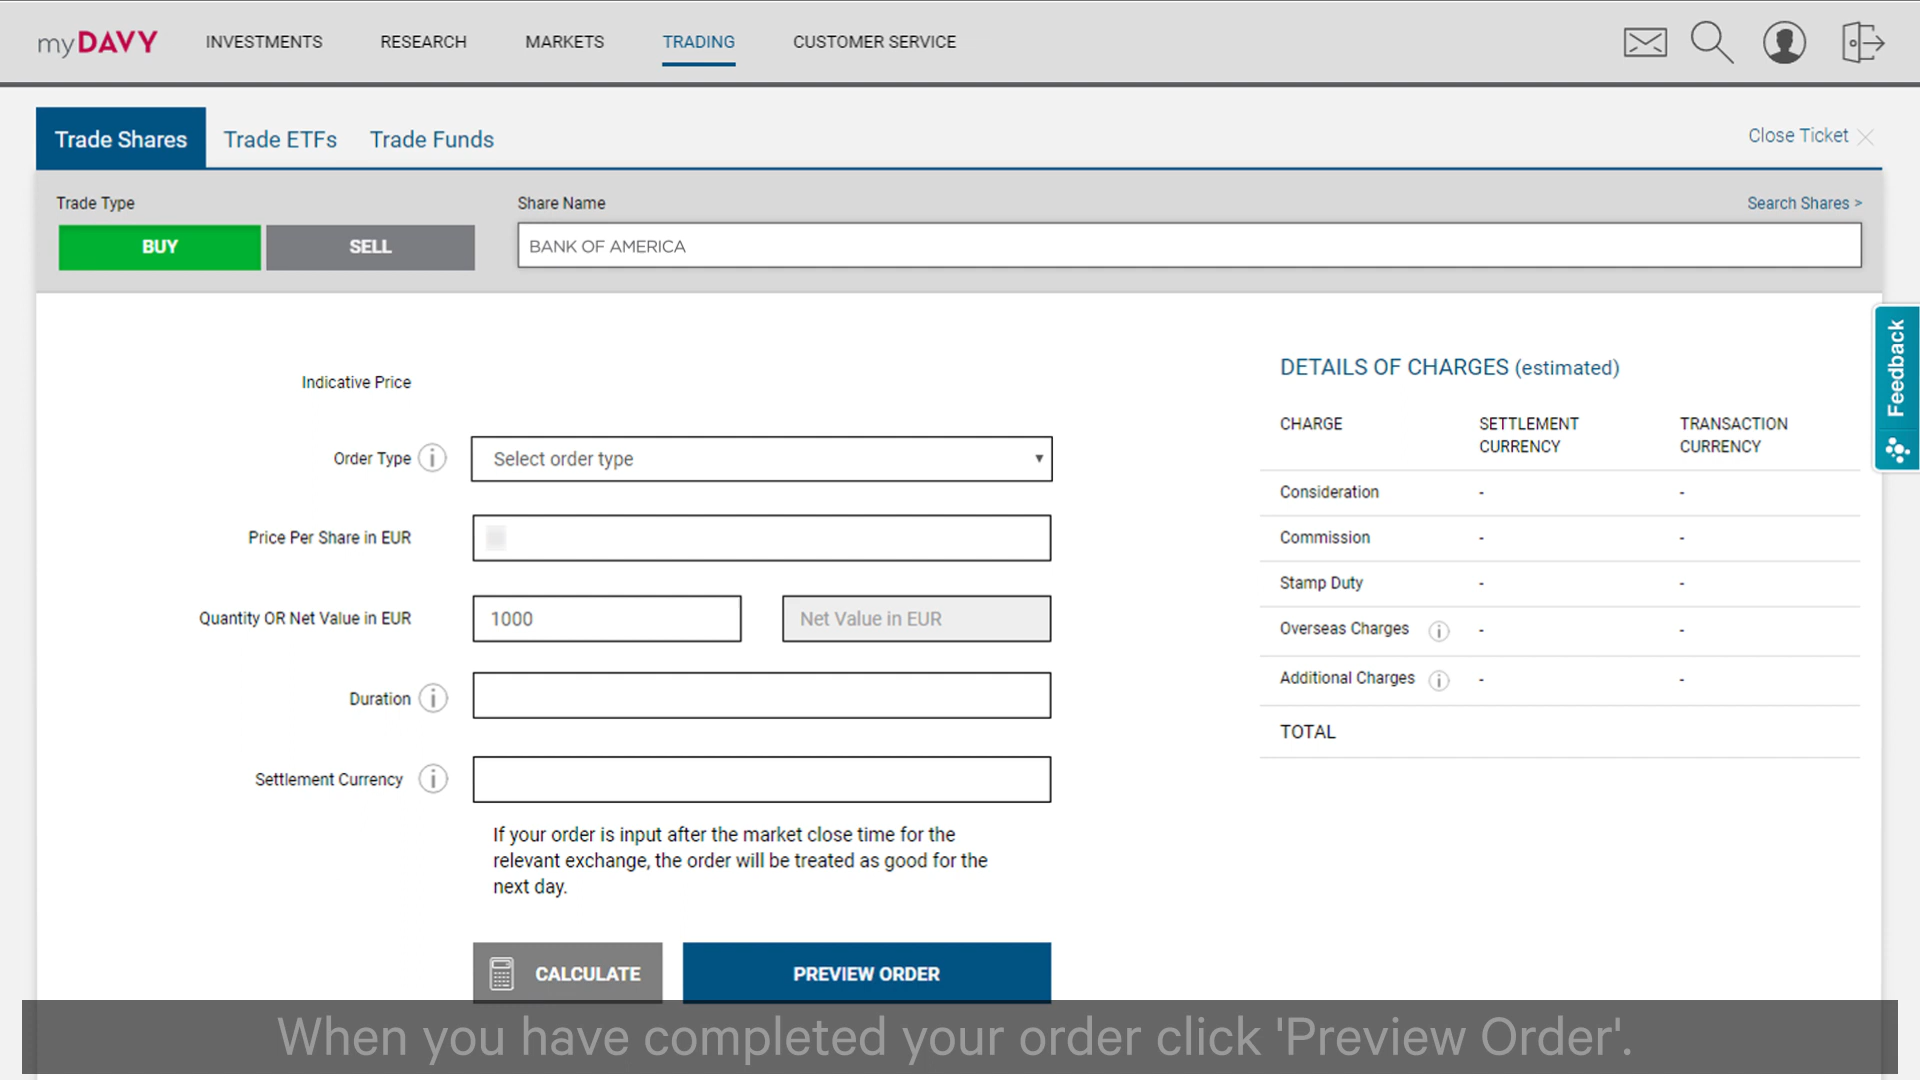 myDAVY INVESTMENTS RESEARCH MARKETS TRADING CUSTOMER SERVICE
Trade Shares Trade ETFs Trade Funds Close Ticket
Trade Type Share Name Search Shares >
BUY SELL BANK OF AMERICA
Feedback
Indicative Price
Order Type Select order type
Price Per Share in EUR
Quantity OR Net Value in EUR 1000 Net Value in EUR
Duration
Settlement Currency
If your order is input after the market close time for the
relevant exchange, the order will be treated as good for the
next day.
CALCULATE PREVIEW ORDER
DETAILS OF CHARGES (estimated)
CHARGE SETTLEMENT CURRENCY TRANSACTION CURRENCY
Consideration - -
Commission - -
Stamp Duty - -
Overseas Charges - -
Additional Charges - -
TOTAL
When you have completed your order click 'Preview Order'.